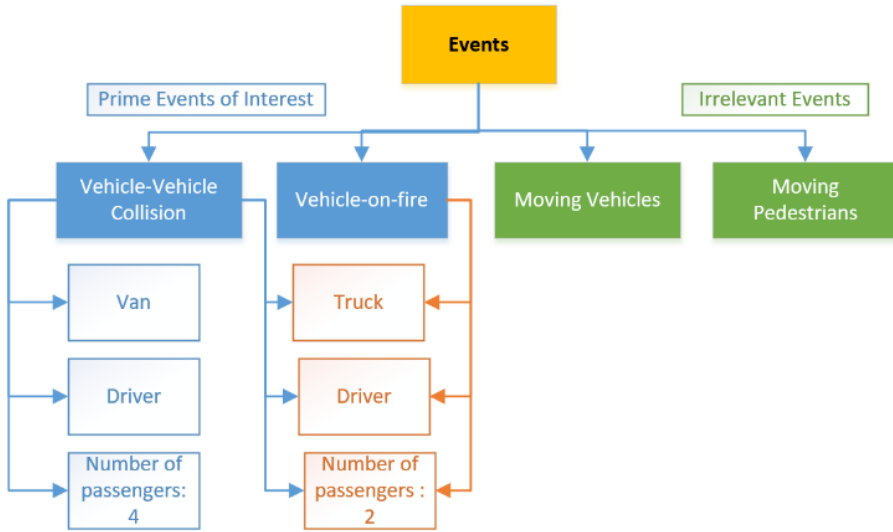 Events
Prime Events of Interest
Irrelevant Events
Vehicle-Vehicle
Collision
Vehicle-on-fire
Moving Vehicles
Moving
Pedestrians
Van
Truck
Driver
Driver
Number of
passengers:
4
Number of
passengers :
2